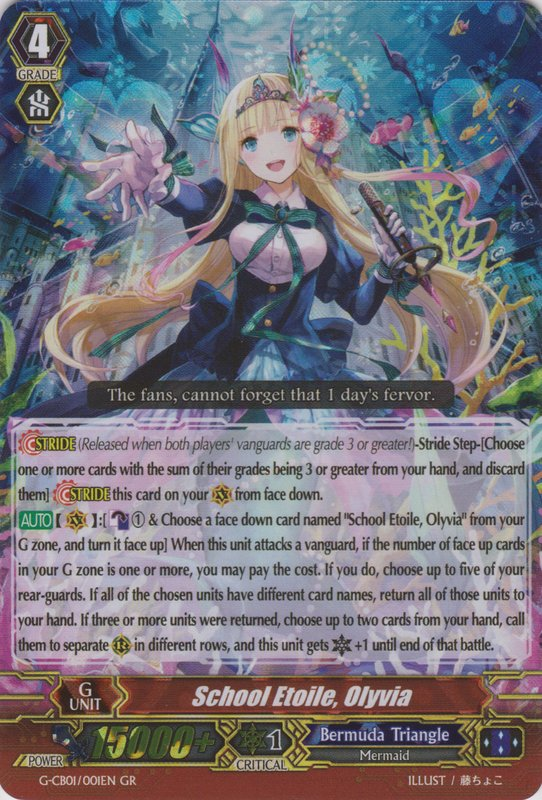 4
GRADE
The fans, cannot forget that 1 day's fervor.
STRIDE (Released when both players' vanguards are grade 3 or greater!)-Stride Step-[Choose
one or more cards with the sum of their grades being 3 or greater from your hand, and discard
them] STRIDE this card on your V from face down.
AUTO【V】:[① & Choose a face down card named "School Etoile, Olyvia" from your
G zone, and turn it face up] When this unit attacks a vanguard, if the number of face up cards
in your G zone is one or more, you may pay the cost. If you do, choose up to five of your
rear-guards. If all of the chosen units have different card names, return all of those units to
your hand. If three or more units were returned, choose up to two cards from your hand, call
them to separate R in different rows, and this unit gets +1 until end of that battle.
G
UNIT
School Etoile, Olyvia
POWER
15000+
1
CRITICAL
Bermuda Triangle
Mermaid
G-CB01/001EN GR
ILLUST / 藤ちょこ